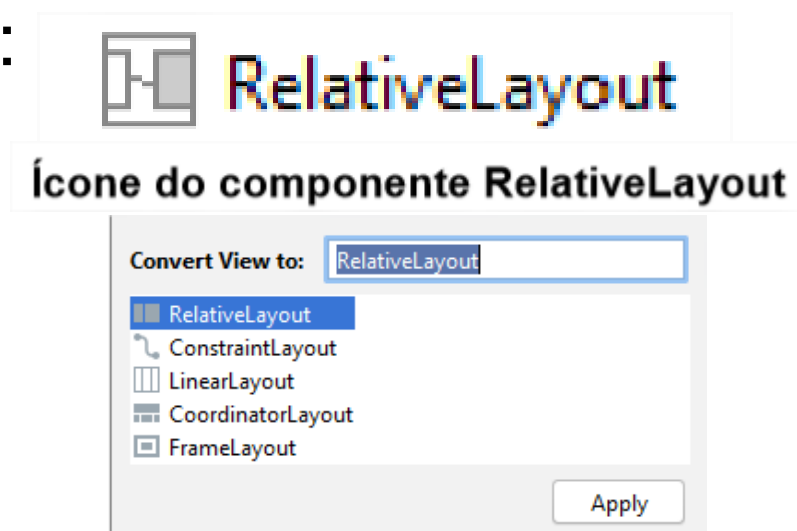 RelativeLayout
Ícone do componente RelativeLayout
Convert View to: RelativeLayout
RelativeLayout
ConstraintLayout
LinearLayout
CoordinatorLayout
FrameLayout
Apply